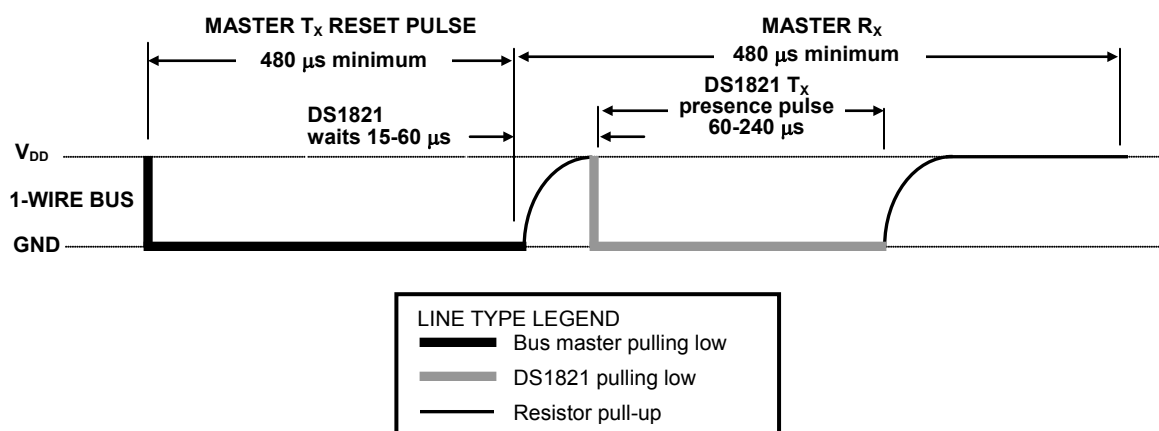 MASTER TX RESET PULSE
480 μs minimum
MASTER RX
480 μs minimum
DS1821 TX
presence pulse
60-240 μs
DS1821
waits 15-60 μs
VDD
1-WIRE BUS
GND
LINE TYPE LEGEND
Bus master pulling low
DS1821 pulling low
Resistor pull-up